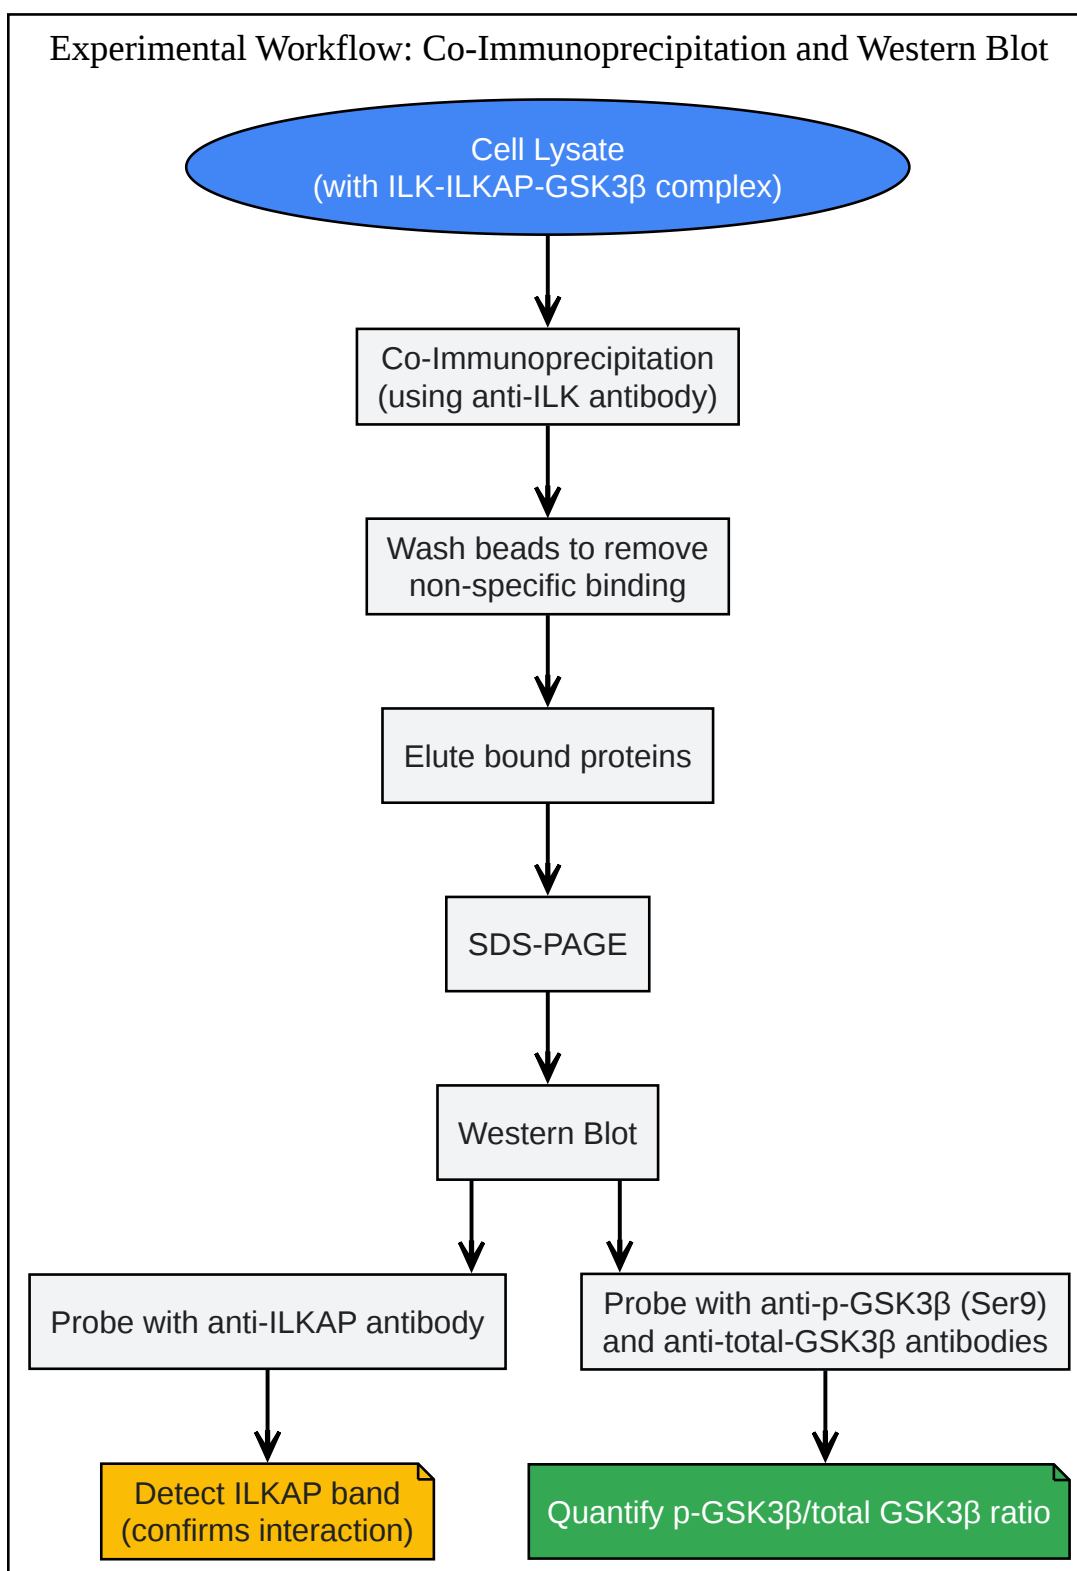 Experimental Workflow: Co-Immunoprecipitation and Western Blot
Cell Lysate
(with ILK-ILKAP-GSK3β complex)
Co-Immunoprecipitation
(using anti-ILK antibody)
Wash beads to remove
non-specific binding
Elute bound proteins
SDS-PAGE
Western Blot
Probe with anti-ILKAP antibody
Probe with anti-p-GSK3β (Ser9)
and anti-total-GSK3β antibodies
Detect ILKAP band
(confirms interaction)
Quantify p-GSK3β/total GSK3β ratio